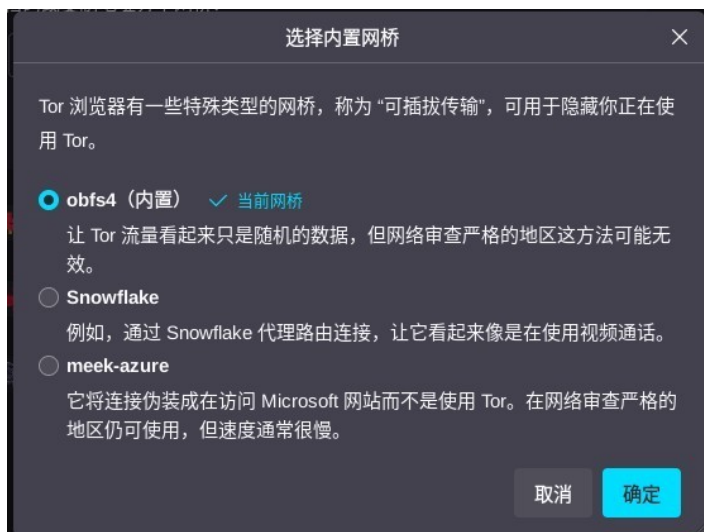 选择内置网桥
Tor 浏览器有一些特殊类型的网桥，称为 “可插拔传输”，可用于隐藏你正在使
用 Tor。
obfs4（内置） 当前网桥
让 Tor 流量看起来只是随机的数据，但网络审查严格的地区这方法可能无
效。
Snowflake
例如，通过 Snowflake 代理路由连接，让它看起来像是在使用视频通话。
meek-azure
它将连接伪装成在访问 Microsoft 网站而不是使用 Tor。在网络审查严格的
地区仍可使用，但速度通常很慢。
取消 确定